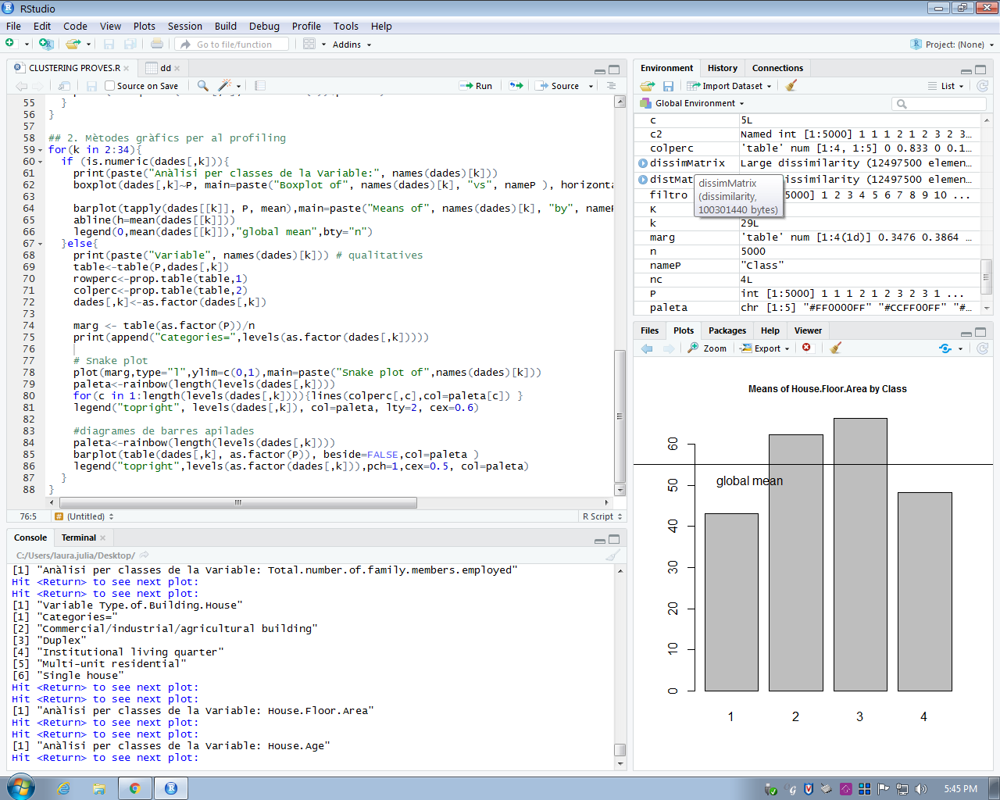 RStudio
File Edit Code View Plots Session Build Debug Profile Tools Help
Go to file/function Addins Project: (None)
CLUSTERING PROVES.R dd
Source on Save Run Source
55 }
56 }
57
58 ## 2. Mètodes gràfics per al profiling
59 for(k in 2:34){
60 if (is.numeric(dades[,k])){
61 print(paste("Anàlisi per classes de la Variable:", names(dades)[k]))
62 boxplot(dades[,k]~P, main=paste("Boxplot of", names(dades)[k], "vs", nameP ), horizonta
63
64 barplot(tapply(dades[[k]], P, mean),main=paste("Means of", names(dades)[k], "by", nameP
65 abline(h=mean(dades[[k]]))
66 legend(0,mean(dades[[k]]),"global mean",bty="n")
67 }else{
68 print(paste("Variable", names(dades)[k])) # qualitatives
69 table<-table(P,dades[,k])
70 rowperc<-prop.table(table,1)
71 colperc<-prop.table(table,2)
72 dades[,k]<-as.factor(dades[,k])
73
74 marg <- table(as.factor(P))/n
75 print(append("Categories=",levels(as.factor(dades[,k]))))
76
77 # Snake plot
78 plot(marg,type="l",ylim=c(0,1),main=paste("Snake plot of",names(dades)[k]))
79 paleta<-rainbow(length(levels(dades[,k])))
80 for(c in 1:length(levels(dades[,k]))){lines(colperc[,c],col=paleta[c]) }
81 legend("topright", levels(dades[,k]), col=paleta, lty=2, cex=0.6)
82
83 #diagrames de barres apilades
84 paleta<-rainbow(length(levels(dades[,k])))
85 barplot(table(dades[,k], as.factor(P)), beside=FALSE,col=paleta )
86 legend("topright",levels(as.factor(dades[,k])),pch=1,cex=0.5, col=paleta)
87 }
88 }
76:5 # (Untitled) R Script
Console Terminal
C:/Users/laura.julia/Desktop/
[1] "Anàlisi per classes de la Variable: Total.number.of.family.members.employed"
Hit <Return> to see next plot:
Hit <Return> to see next plot:
[1] "Variable Type.of.Building.House"
[1] "Categories="
[2] "Commercial/industrial/agricultural building"
[3] "Duplex"
[4] "Institutional living quarter"
[5] "Multi-unit residential"
[6] "Single house"
Hit <Return> to see next plot:
Hit <Return> to see next plot:
[1] "Anàlisi per classes de la Variable: House.Floor.Area"
Hit <Return> to see next plot:
Hit <Return> to see next plot:
[1] "Anàlisi per classes de la Variable: House.Age"
Hit <Return> to see next plot:
Environment History Connections
Import Dataset List
Global Environment
c 5L
c2 Named int [1:5000] 1 1 1 2 1 2 3 2 3...
colperc 'table' num [1:4, 1:5] 0 0.833 0 0.1...
dissimMatrix Large dissimilarity (12497500 elemen...
distMat dissimilarity (12497500 elemen...
filtro 5000] 1 2 3 4 5 6 7 8 9 10 ...
dissimMatrix
(dissimilarity,
100301440 bytes)
K
k 29L
marg 'table' num [1:4(1d)] 0.3476 0.3864 ...
n 5000
nameP "Class"
nc 4L
P int [1:5000] 1 1 1 2 1 2 3 2 3 1 ...
paleta chr [1:5] "#FF0000FF" "#CCFF00FF" "#...
Files Plots Packages Help Viewer
Zoom Export
Means of House.Floor.Area by Class
60
50
40
30
20
10
0
global mean
1 2 3 4
5:45 PM